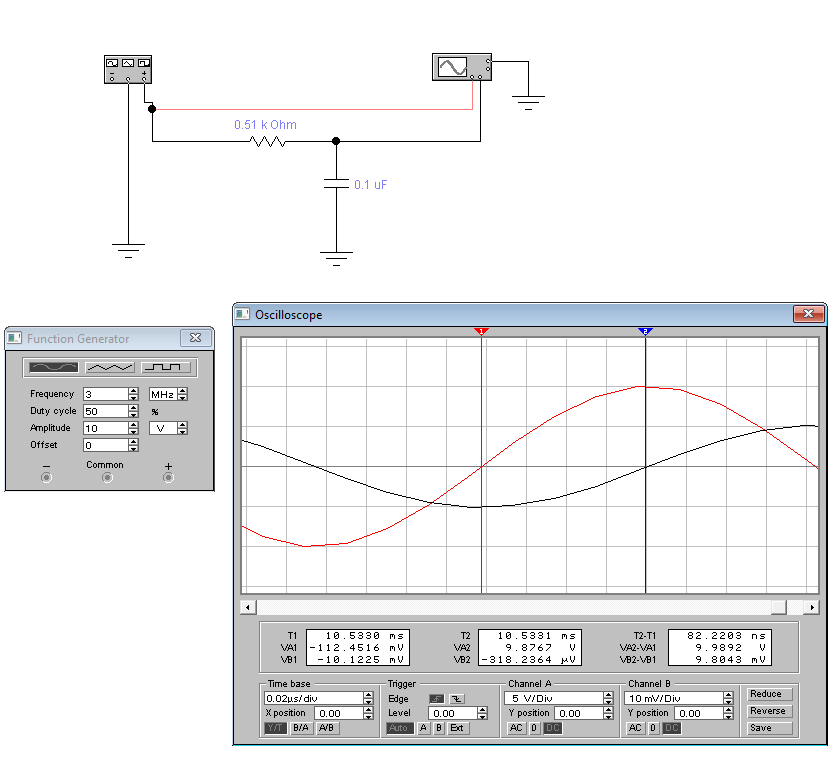 0.51 k Ohm
0.1 uF
Function Generator
Frequency 3 MHz
Duty cycle 50 %
Amplitude 10 V
Offset 0
− Common +
Oscilloscope
1 2
T1 10.5330 ms T2 10.5331 ms T2-T1 82.2203 ns
VA1 -112.4516 mV VA2 9.8767 V VA2-VA1 9.9892 V
VB1 -10.1225 mV VB2 -318.2364 µV VB2-VB1 9.8043 mV
Time base Trigger Channel A Channel B
0.02µs/div Edge 5 V/Div 10 mV/Div Reduce
X position 0.00 Level 0.00 Y position 0.00 Y position 0.00 Reverse
Y/T B/A A/B Auto A B Ext AC 0 DC AC 0 DC Save